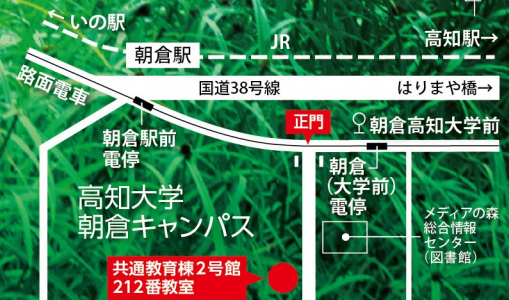 ← いの駅
JR
高知駅→
朝倉駅
路面電車
国道38号線
はりまや橋→
正門
朝倉高知大学前
朝倉駅前
電停
朝倉
(大学前)
電停
高知大学
朝倉キャンパス
メディアの森
総合情報
センター
(図書館)
共通教育棟2号館
212番教室